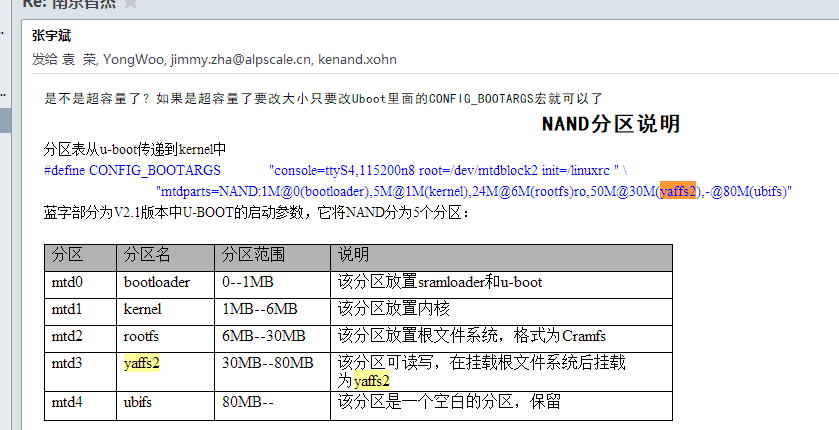 Re: 南京智杰
张宇斌
发给 袁 荣, YongWoo, jimmy.zha@alpscale.cn, kenand.xohn
是不是超容量了? 如果是超容量了要改大小只要改Uboot里面的CONFIG_BOOTARGS宏就可以了
NAND分区说明
分区表从u-boot传递到kernel中
#define CONFIG_BOOTARGS "console=ttyS4,115200n8 root=/dev/mtdblock2 init=/linuxrc " \
"mtdparts=NAND:1M@0(bootloader),5M@1M(kernel),24M@6M(rootfs)ro,50M@30M(yaffs2),-@80M(ubifs)"
蓝字部分为V2.1版本中U-BOOT的启动参数，它将NAND分为5个分区：
分区 分区名 分区范围 说明
mtd0 bootloader 0--1MB 该分区放置sramloader和u-boot
mtd1 kernel 1MB--6MB 该分区放置内核
mtd2 rootfs 6MB--30MB 该分区放置根文件系统，格式为Cramfs
mtd3 yaffs2 30MB--80MB 该分区可读写，在挂载根文件系统后挂载
为yaffs2
mtd4 ubifs 80MB-- 该分区是一个空白的分区，保留